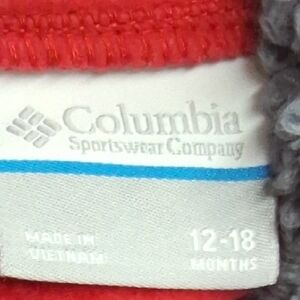 Columbia
Sportswear Company
MADE IN
VIETNAM
12-18
MONTHS